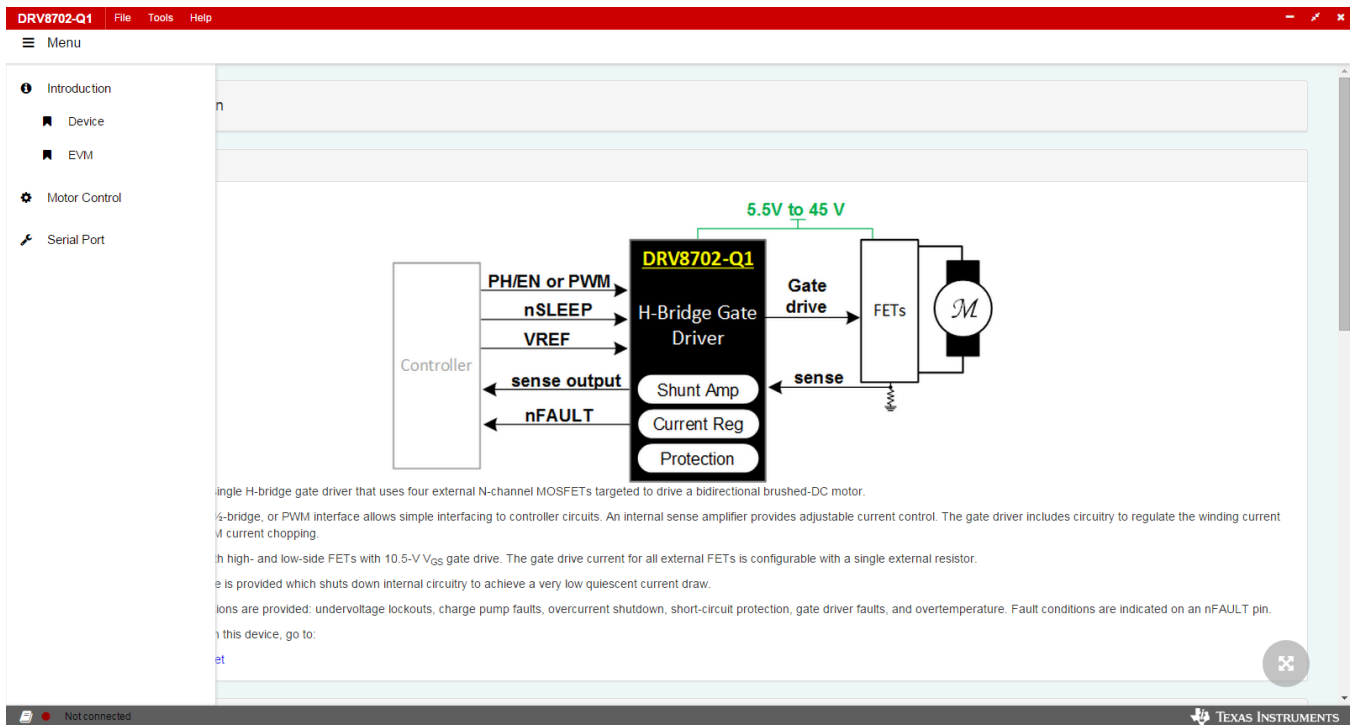 DRV8702-Q1 File Tools Help
Menu
Introduction
Device
EVM
Motor Control
Serial Port
n
5.5V to 45 V
DRV8702-Q1
H-Bridge Gate
Driver
Shunt Amp
Current Reg
Protection
Controller
PH/EN or PWM
nSLEEP
VREF
sense output
nFAULT
Gate
drive
sense
FETs
M
ingle H-bridge gate driver that uses four external N-channel MOSFETs targeted to drive a bidirectional brushed-DC motor.
½-bridge, or PWM interface allows simple interfacing to controller circuits. An internal sense amplifier provides adjustable current control. The gate driver includes circuitry to regulate the winding current
M current chopping.
h high- and low-side FETs with 10.5-V VGS gate drive. The gate drive current for all external FETs is configurable with a single external resistor.
e is provided which shuts down internal circuitry to achieve a very low quiescent current draw.
ions are provided: undervoltage lockouts, charge pump faults, overcurrent shutdown, short-circuit protection, gate driver faults, and overtemperature. Fault conditions are indicated on an nFAULT pin.
n this device, go to:
et
Not connected
TEXAS INSTRUMENTS